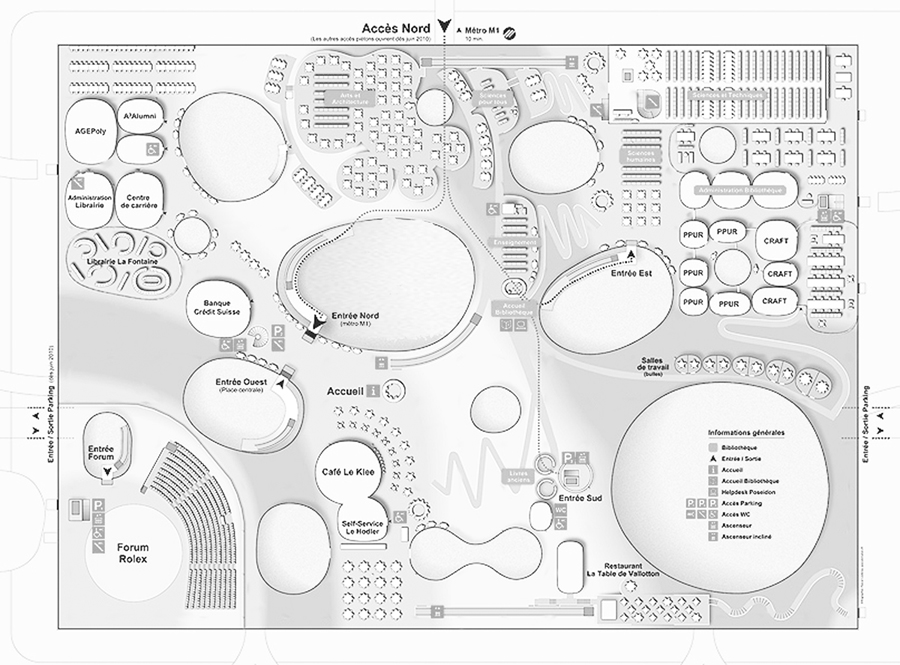 Accès Nord
(Les autres accès piétons ouvrent dès juin 2010)
Métro M1
10 min.
Arts et
Architecture
Sciences
pour tous
Sciences et Techniques
AGEPoly
A³Alumni
Sciences
humaines
Administration
Librairie
Centre
de carrière
Administration Bibliothèque
PPUR
PPUR
CRAFT
Librairie La Fontaine
Enseignement
Entrée Est
PPUR
CRAFT
Banque
Crédit Suisse
Entrée Nord
(métro M1)
Accueil
Bibliothèque
PPUR
PPUR
CRAFT
P
Salles
de travail
(bulles)
Entrée Ouest
(Place centrale)
Accueil
i
Entrée / Sortie Parking (dès juin 2010)
Entrée / Sortie Parking
Informations générales
Bibliothèque
Entrée / Sortie
Accueil
Accueil Bibliothèque
Helpdesk Poseidon
Accès Parking
Accès WC
Ascenseur
Ascenseur incliné
Entrée
Forum
Café Le Klee
Livres
anciens
P
Entrée Sud
WC
P
Self-Service
Le Hodler
Forum
Rolex
Restaurant
La Table de Vallotton